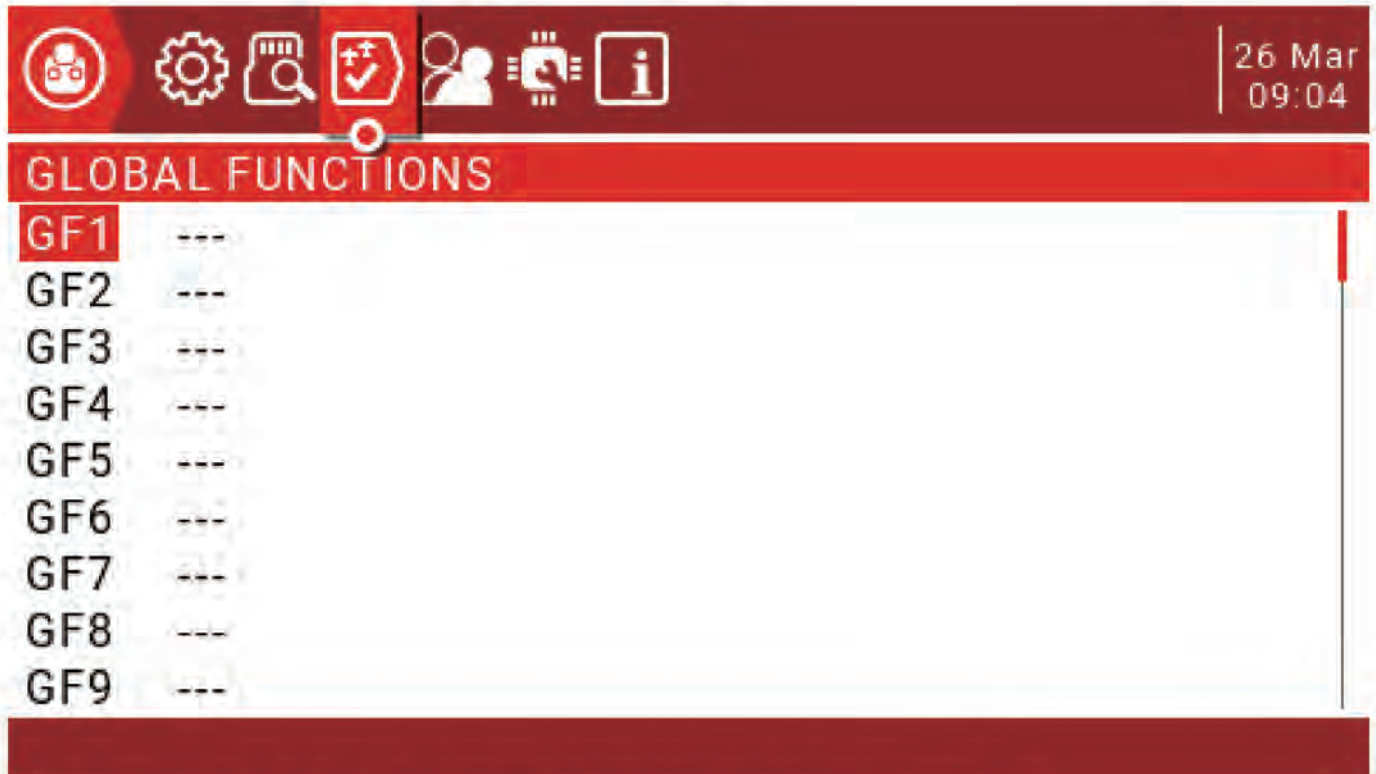 26 Mar
09:04
GLOBAL FUNCTIONS
GF1 ---
GF2 ---
GF3 ---
GF4 ---
GF5 ---
GF6 ---
GF7 ---
GF8 ---
GF9 ---